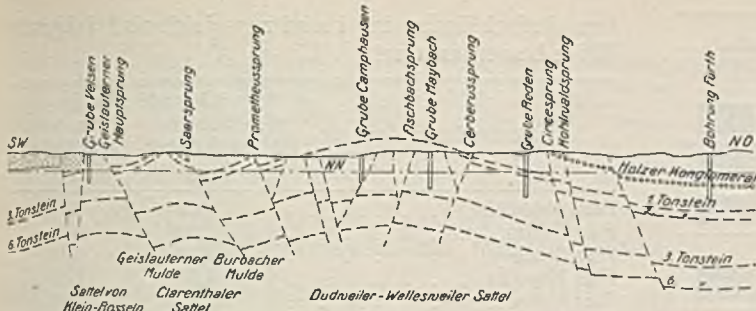 Grube Velsen
Geislauterner
Hauptsprung
Saarsprung
Prometheussprung
Grube Camphausen
Fischbachsprung
Grube Maybach
Cerberussprung
Grube Reden
Circesprung
Kohlwaldsprung
Bohrung Fürth
SW
NO
NN
Holzer Konglomerat
1. Tonstein
3. Tonstein
6. Tonstein
3. Tonstein
6. "
Geislauterner
Mulde
Burbacher
Mulde
Sattel von
Klein-Rosseln
Clarenthaler
Sattel
Dudweiler-Wellesweiler Sattel